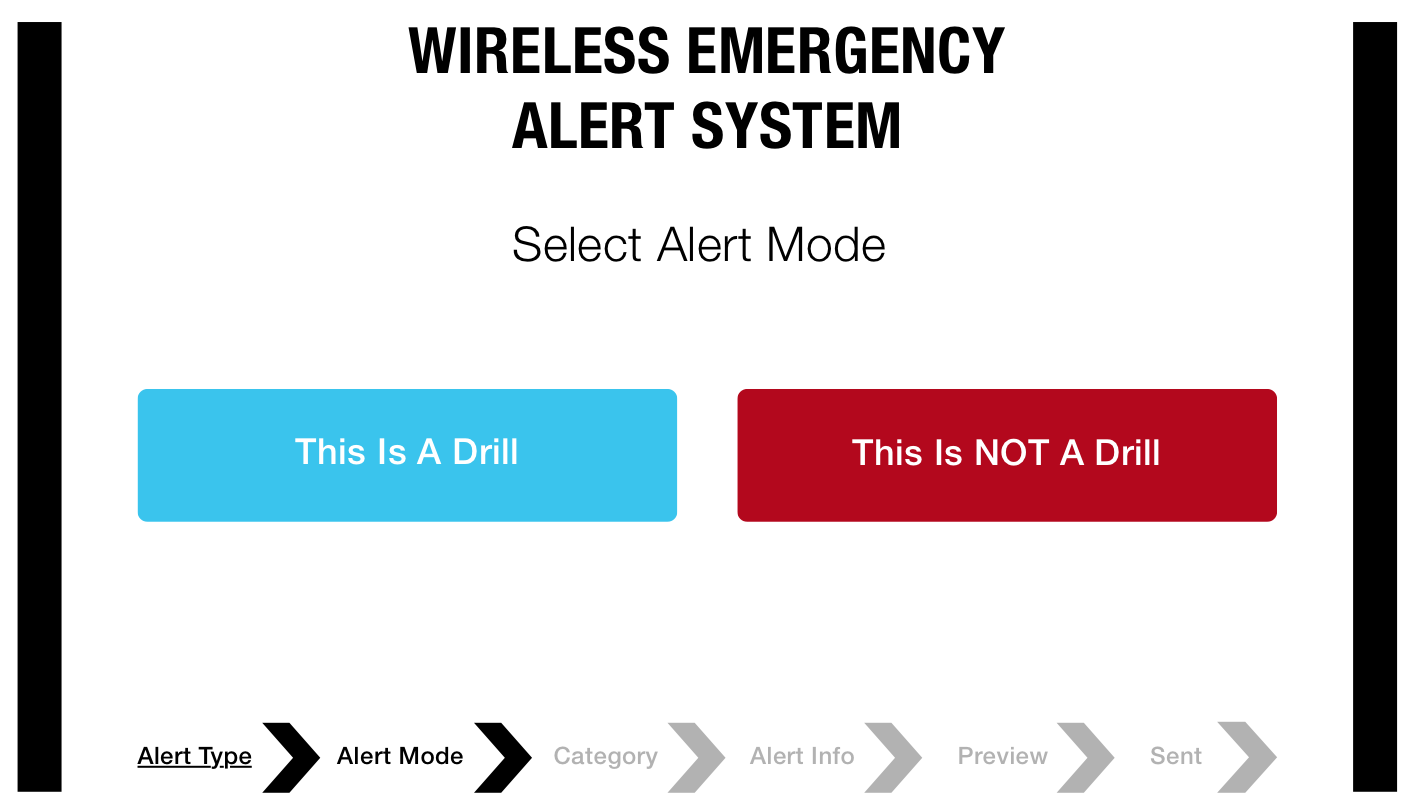 WIRELESS EMERGENCY
ALERT SYSTEM
Select Alert Mode
This Is A Drill
This Is NOT A Drill
Alert Type
Alert Mode
Category
Alert Info
Preview
Sent